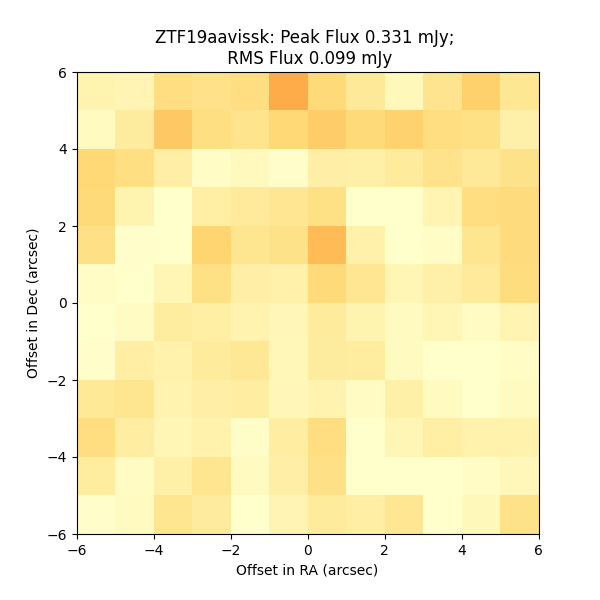 ZTF19aavissk: Peak Flux 0.331 mJy;
RMS Flux 0.099 mJy
6
4
2
0
−2
−4
−6
Offset in Dec (arcsec)
−6 −4 −2 0 2 4 6
Offset in RA (arcsec)